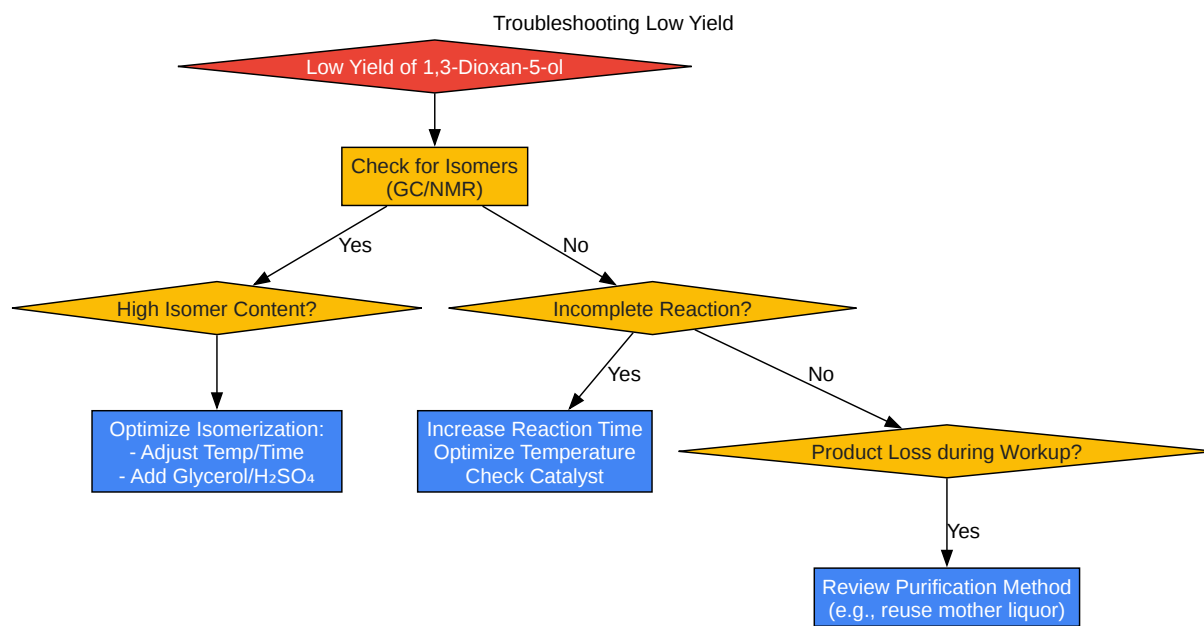 Troubleshooting Low Yield
Low Yield of 1,3-Dioxan-5-ol
Check for Isomers
(GC/NMR)
Yes
No
High Isomer Content?
Incomplete Reaction?
Yes
No
Optimize Isomerization:
- Adjust Temp/Time
- Add Glycerol/H₂SO₄
Increase Reaction Time
Optimize Temperature
Check Catalyst
Product Loss during Workup?
Yes
Review Purification Method
(e.g., reuse mother liquor)